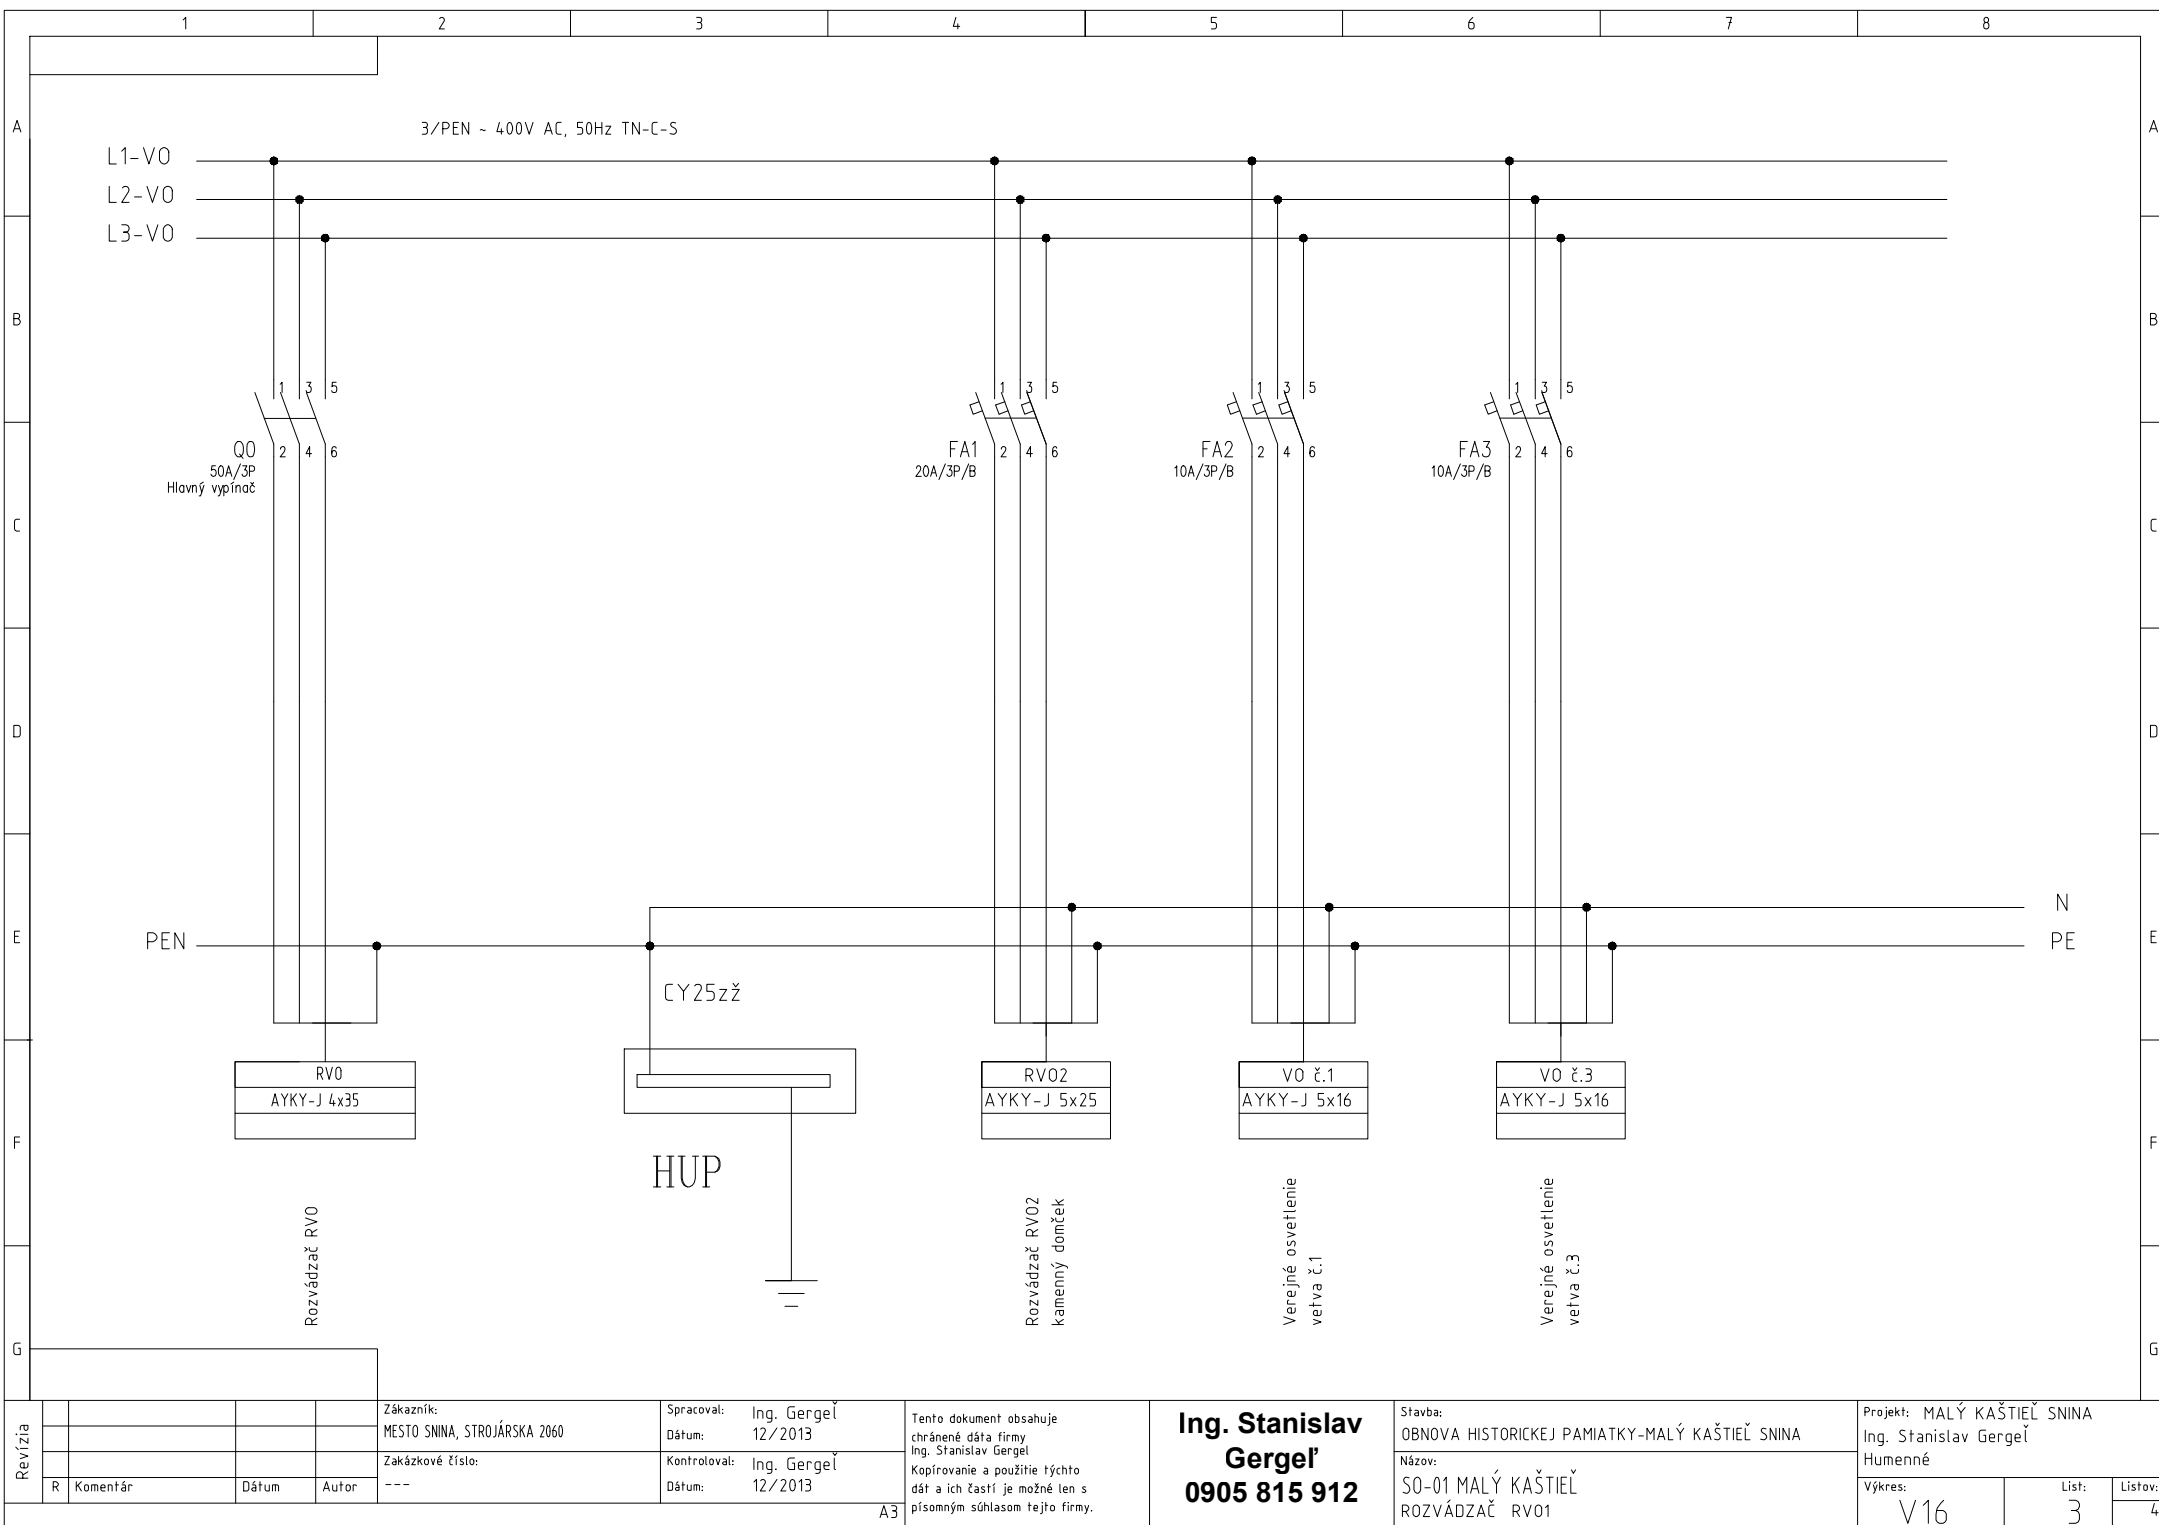 1 2 3 4 5 6 7 8
A A
3/PEN ~ 400V AC, 50Hz TN-C-S
L1-VO
L2-VO
L3-VO
B B
1 3 5
1 3 5
1 3 5
1 3 5
Q0 2 4 6
50A/3P
Hlavný vypínač
FA1 2 4 6
20A/3P/B
FA2 2 4 6
10A/3P/B
FA3 2 4 6
10A/3P/B
C C
D D
N
E E
PEN
PE
CY25zž
RVO
AYKY-J 4x35
RVO2
AYKY-J 5x25
VO č.1
AYKY-J 5x16
VO č.3
AYKY-J 5x16
F F
HUP
Rozvádzač RVO
Rozvádzač RVO2
kamenný domček
Verejné osvetlenie
vetva č.1
Verejné osvetlenie
vetva č.3
G G
Revízia
R Komentár Dátum Autor
Zákazník:
MESTO SNINA, STROJÁRSKA 2060
Zakázkové číslo:
---
Spracoval: Ing. Gergeľ
Dátum: 12/2013
Kontroloval: Ing. Gergeľ
Dátum: 12/2013
A3
Tento dokument obsahuje
chránené dáta firmy
Ing. Stanislav Gergel
Kopírovanie a použitie týchto
dát a ich častí je možné len s
písomným súhlasom tejto firmy.
Ing. Stanislav
Gergeľ
0905 815 912
Stavba:
OBNOVA HISTORICKEJ PAMIATKY-MALÝ KAŠTIEĽ SNINA
Názov:
SO-01 MALÝ KAŠTIEĽ
ROZVÁDZAČ RVO1
Projekt: MALÝ KAŠTIEĽ SNINA
Ing. Stanislav Gergeľ
Humenné
Výkres: V16
List: 3
Listov: 4